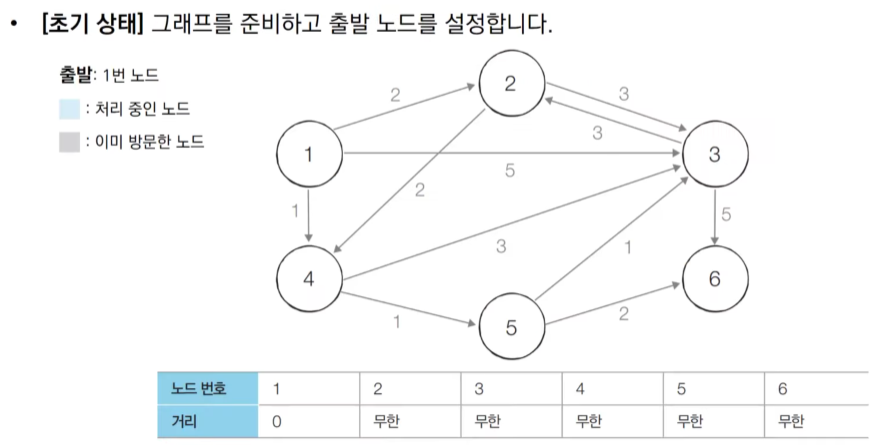 • [초기 상태] 그래프를 준비하고 출발 노드를 설정합니다.
출발: 1번 노드
: 처리 중인 노드
: 이미 방문한 노드
2
2
3
3
1
3
5
2
1
5
4
3
1
6
1
5
2
노드 번호 1 2 3 4 5 6
거리 0 무한 무한 무한 무한 무한